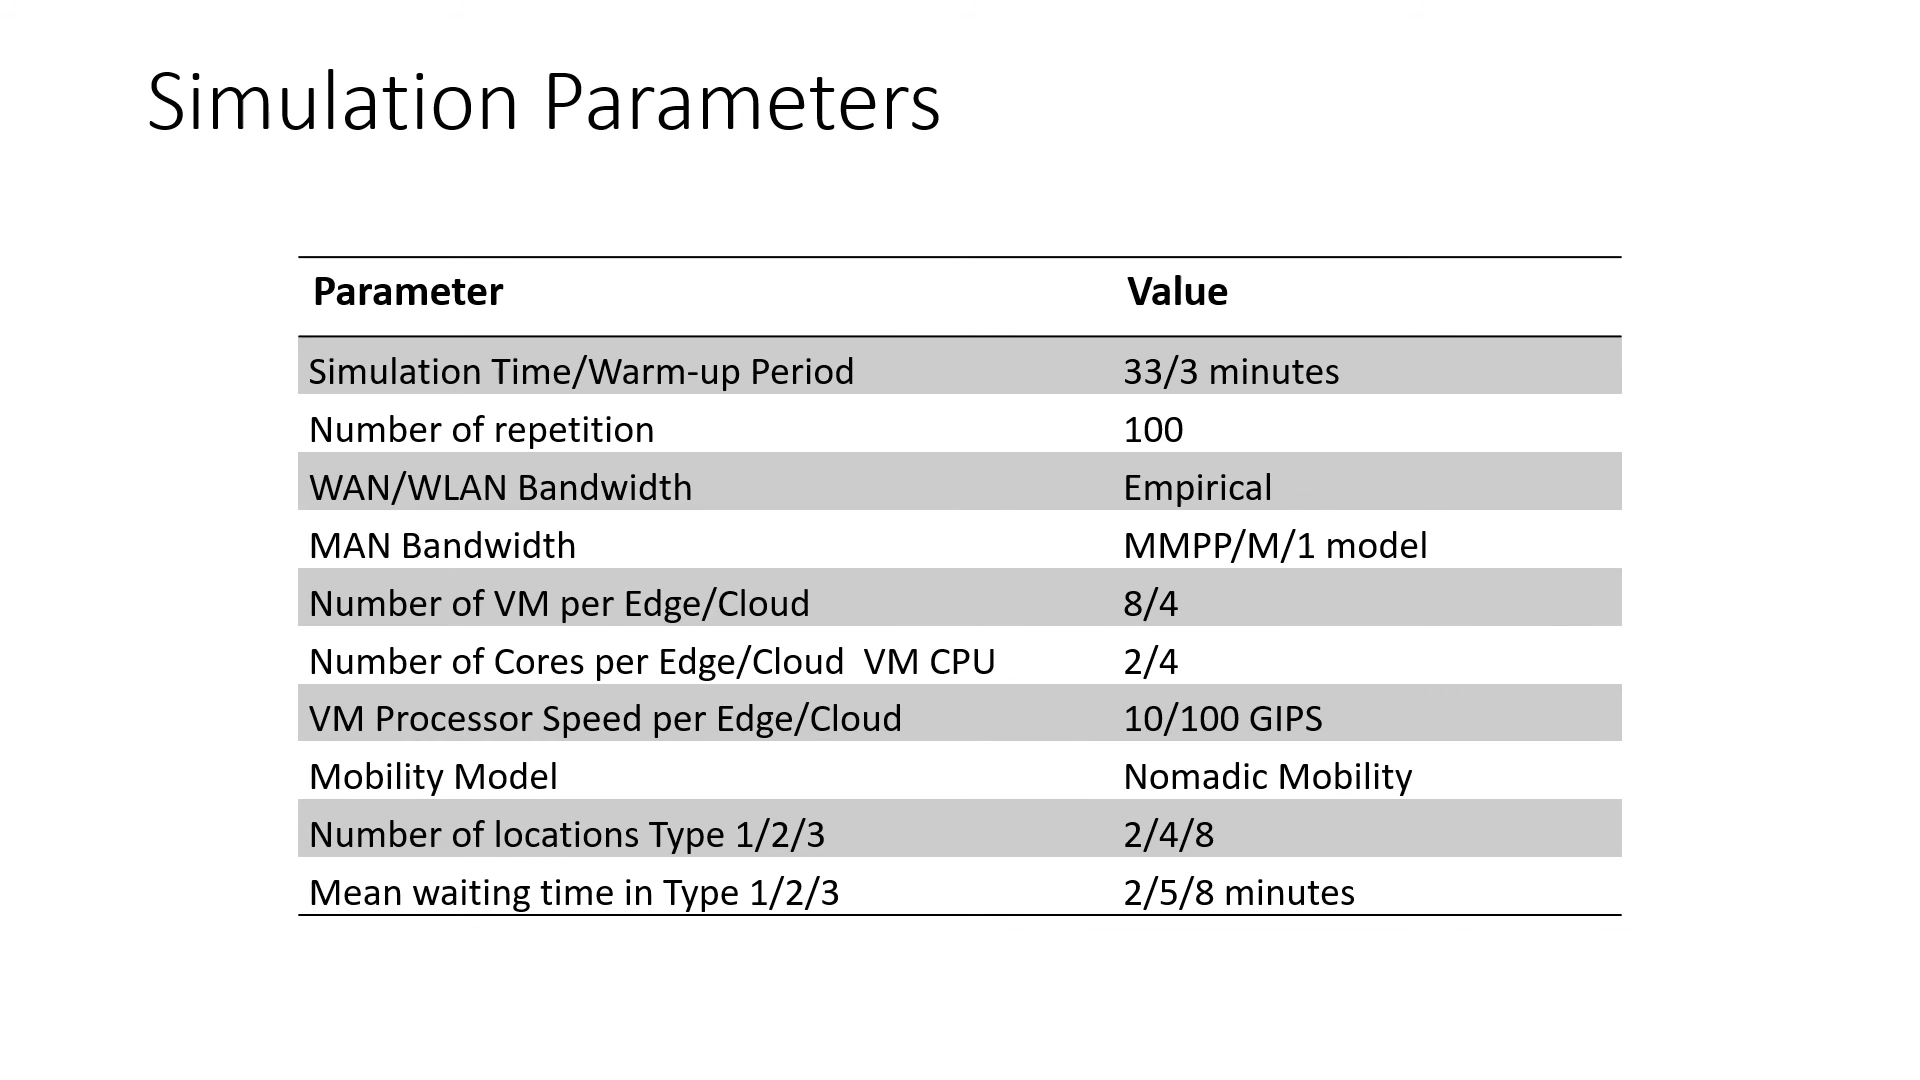 Simulation Parameters
Parameter Value
Simulation Time/Warm-up Period 33/3 minutes
Number of repetition 100
WAN/WLAN Bandwidth Empirical
MAN Bandwidth MMPP/M/1 model
Number of VM per Edge/Cloud 8/4
Number of Cores per Edge/Cloud  VM CPU 2/4
VM Processor Speed per Edge/Cloud 10/100 GIPS
Mobility Model Nomadic Mobility
Number of locations Type 1/2/3 2/4/8
Mean waiting time in Type 1/2/3 2/5/8 minutes